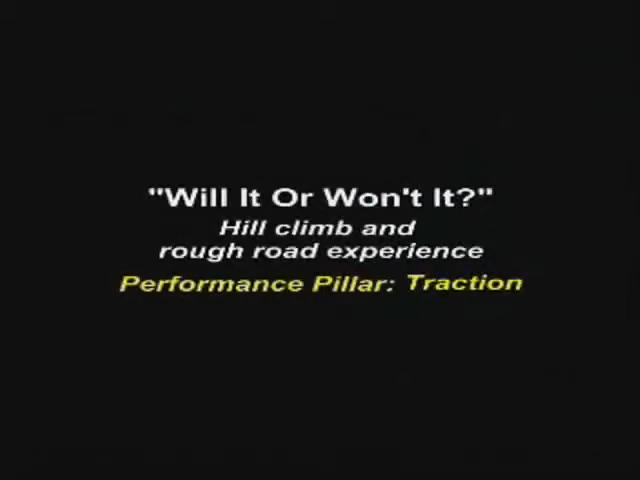 "Will It Or Won't It?"
Hill climb and
rough road experience
Performance Pillar: Traction